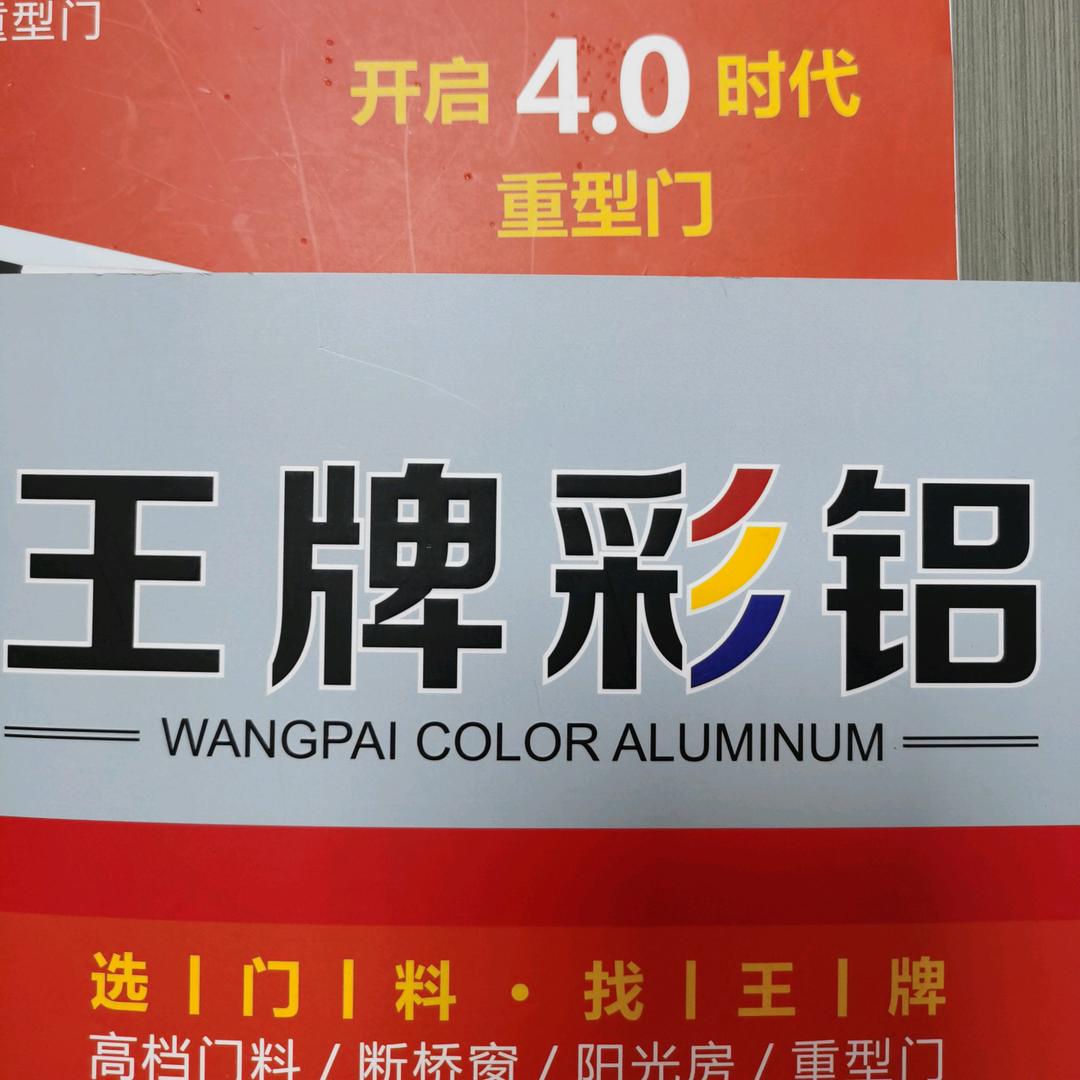 重型门
开启4.0时代
重型门
王牌彩铝
WANGPAI COLOR ALUMINUM
选|门|料·找|王|牌
高档门料/断桥窗/阳光房/重型门